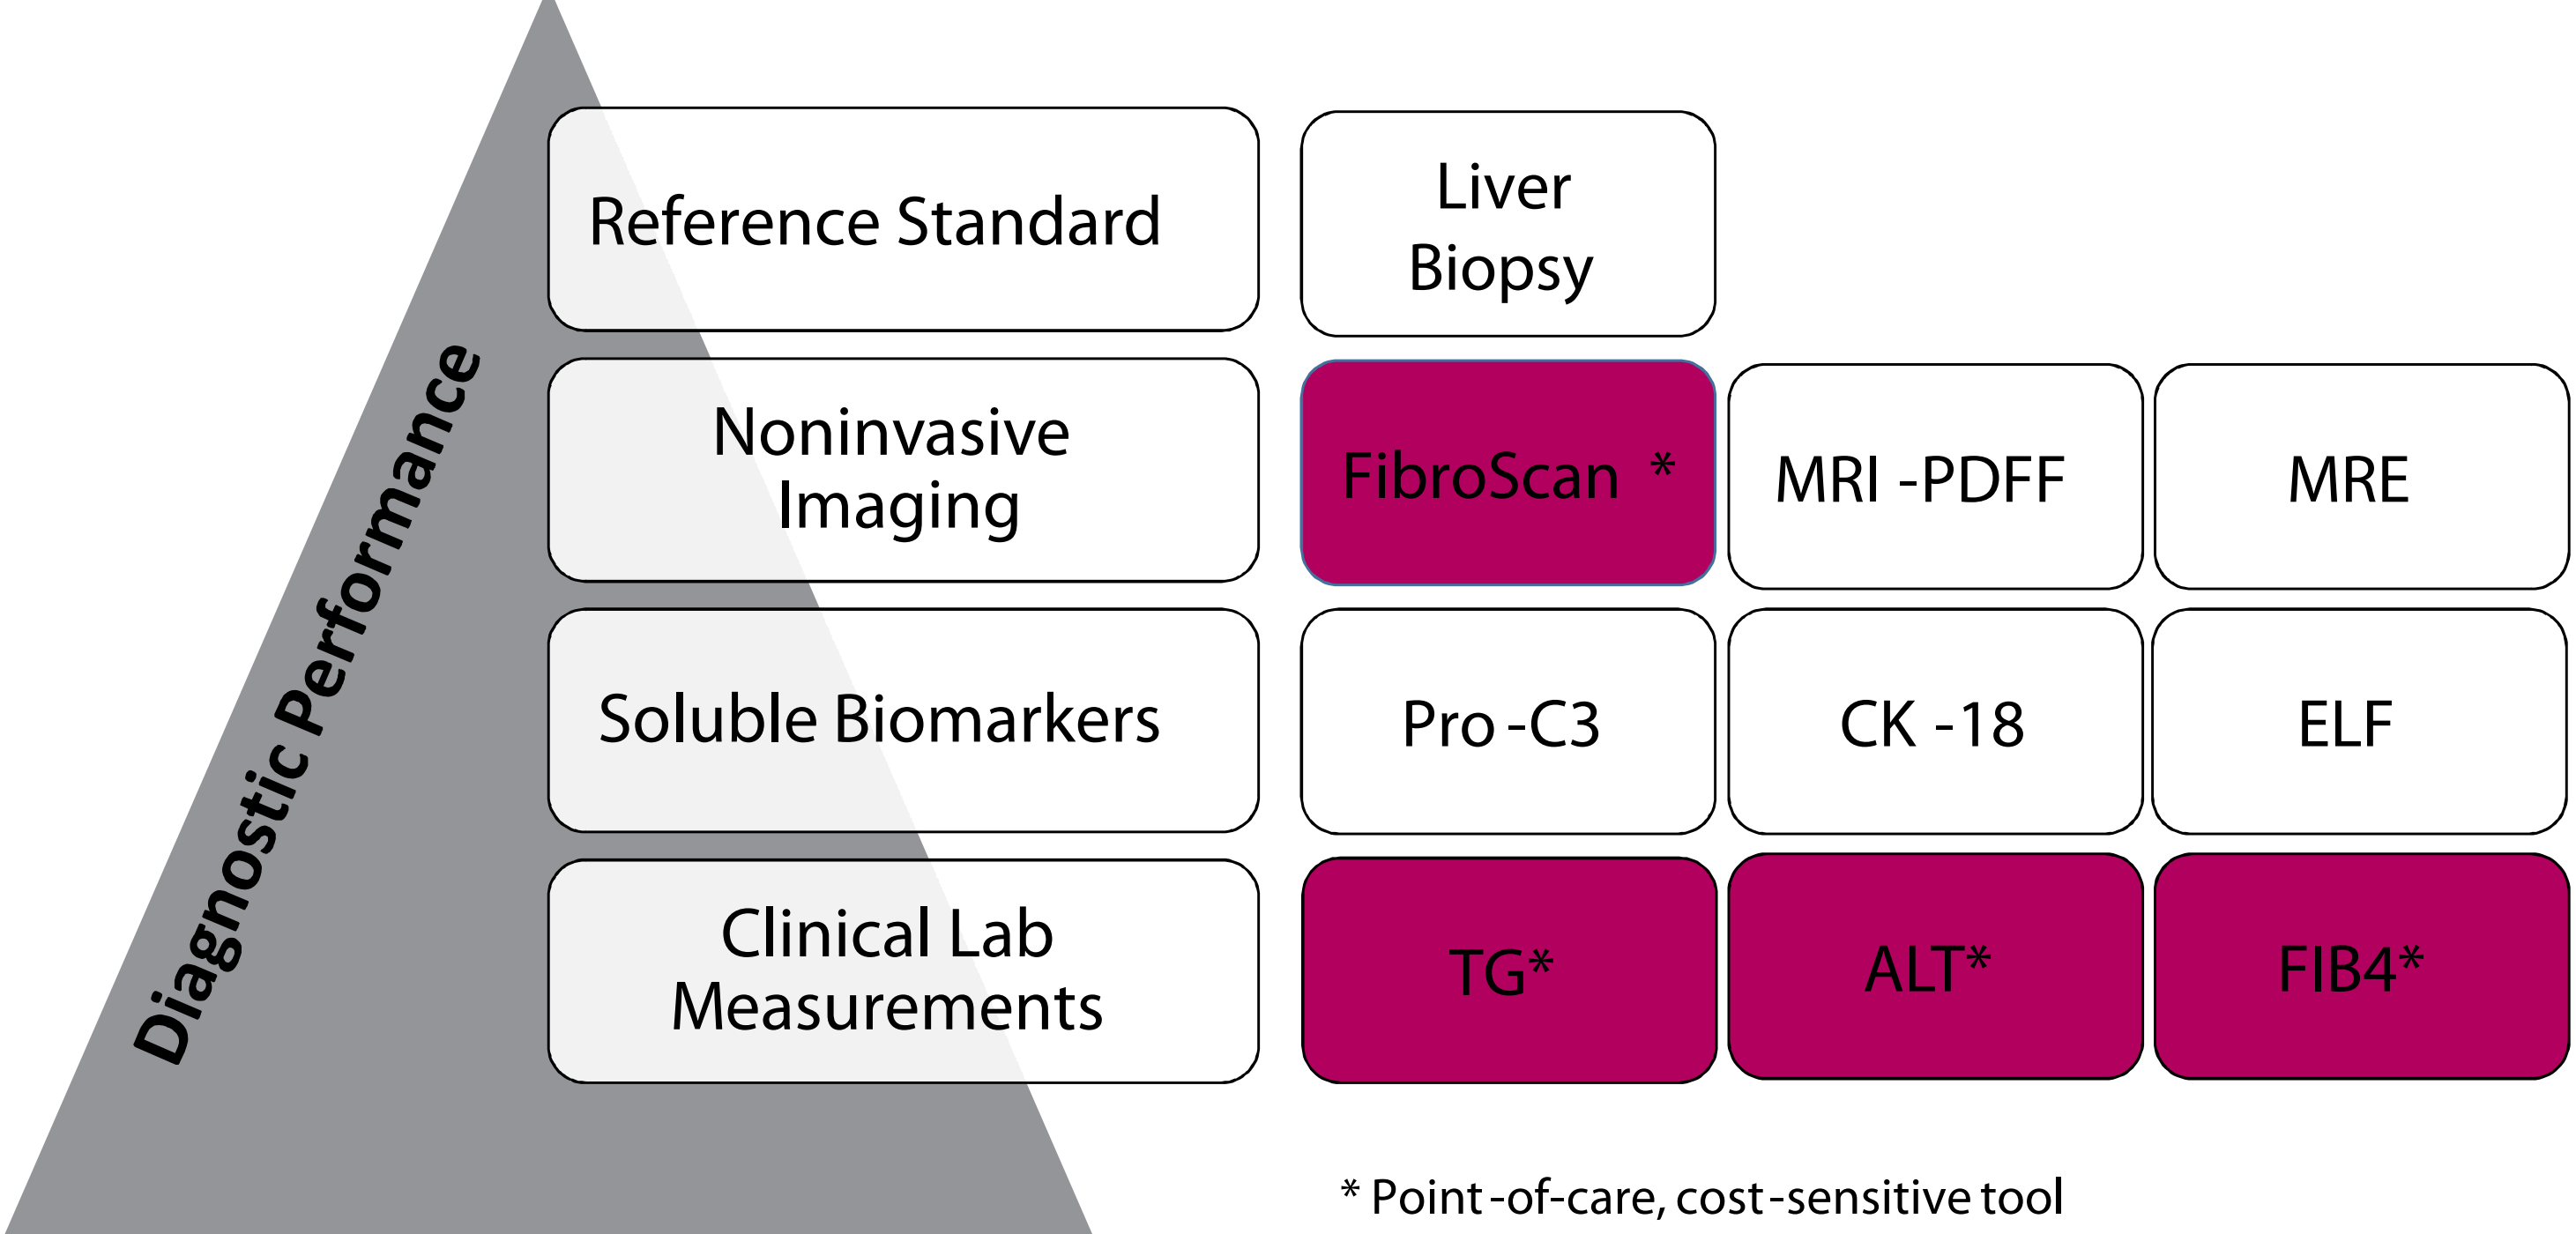 Diagnostic Performance
Reference Standard
Liver
Biopsy
Noninvasive
Imaging
FibroScan *
MRI -PDFF
MRE
Soluble Biomarkers
Pro -C3
CK -18
ELF
Clinical Lab
Measurements
TG*
ALT*
FIB4*
* Point -of-care, cost-sensitive tool